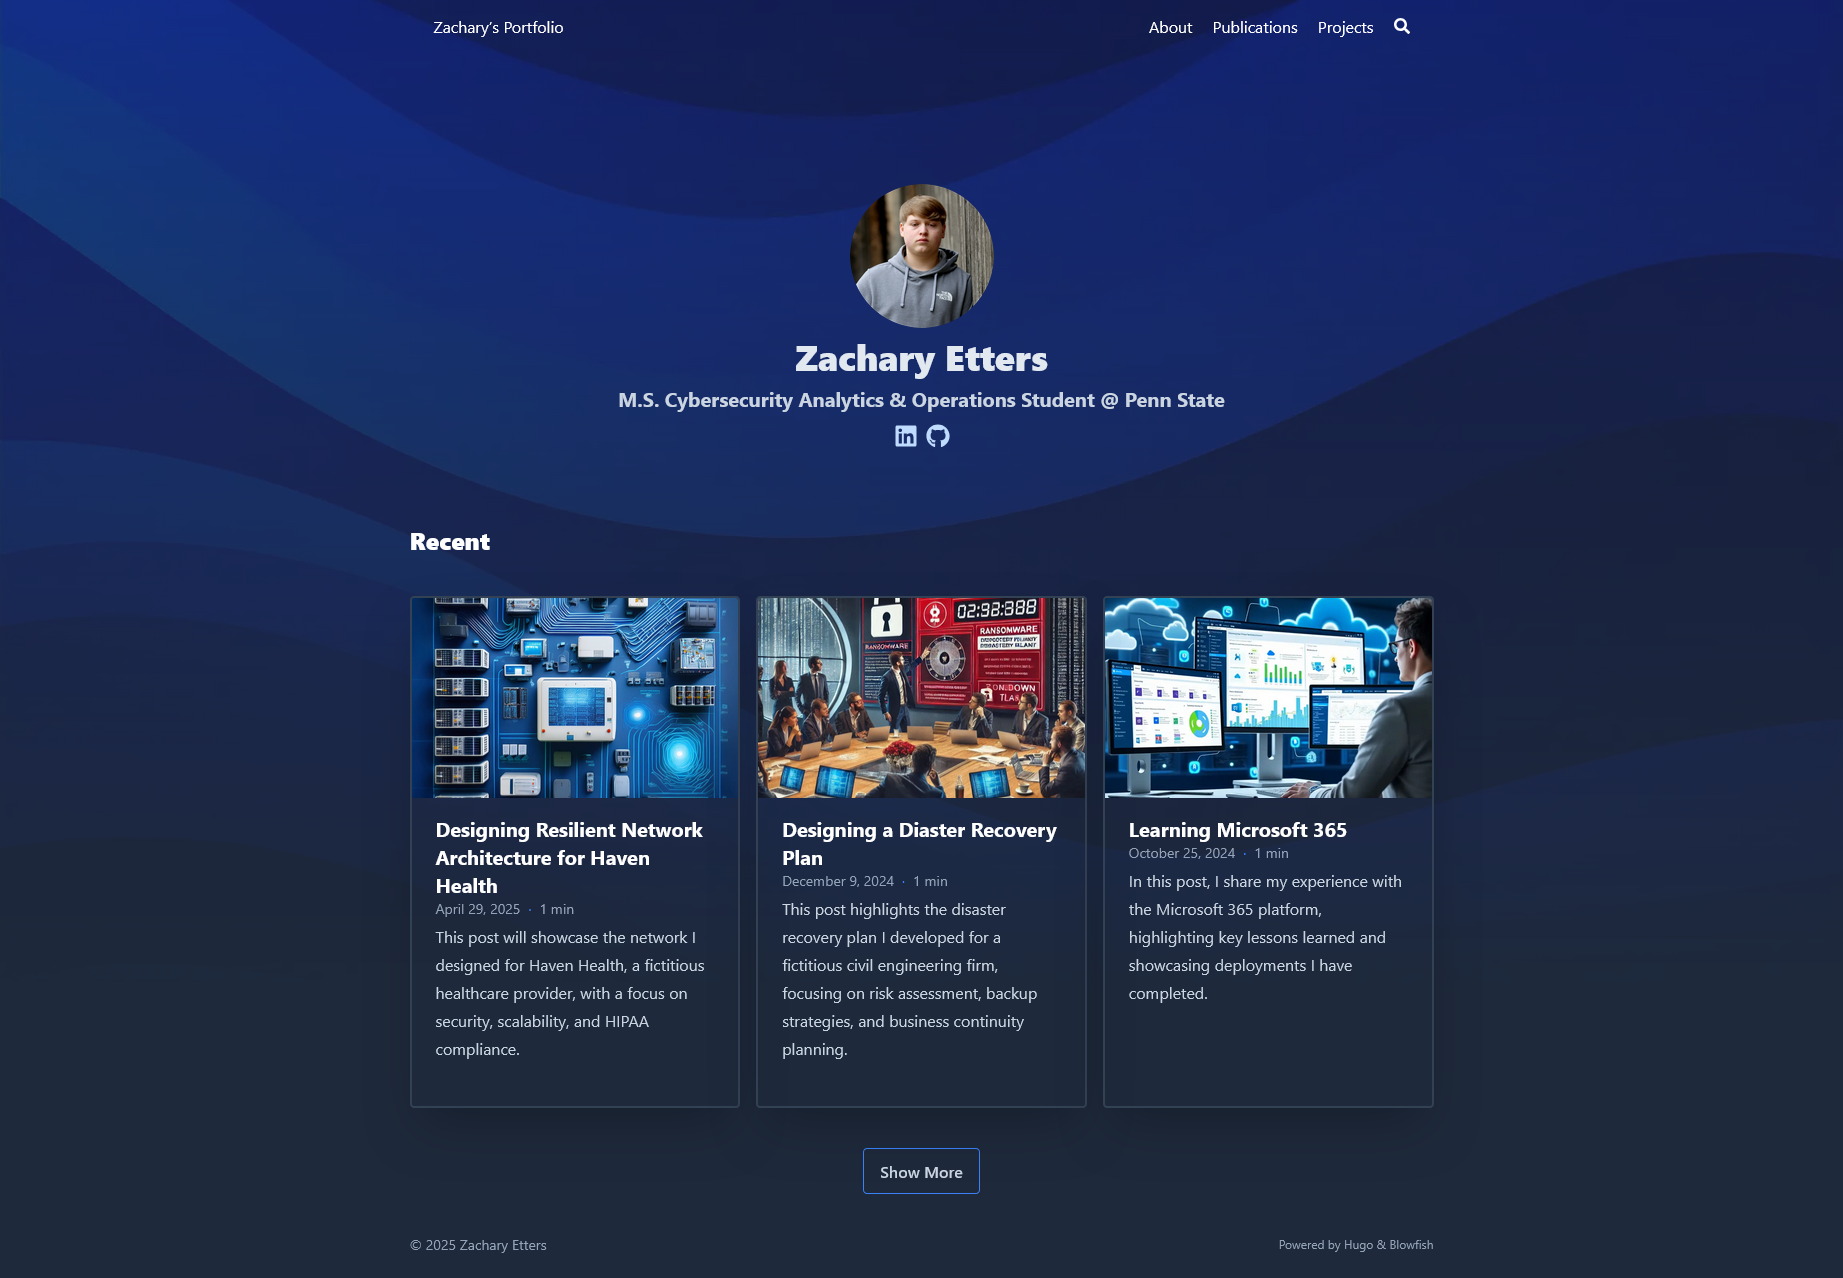 Zachary's Portfolio
About Publications Projects
Zachary Etters
M.S. Cybersecurity Analytics & Operations Student @ Penn State
Recent
Designing Resilient Network
Architecture for Haven
Health
April 29, 2025 · 1 min
This post will showcase the network I
designed for Haven Health, a fictitious
healthcare provider, with a focus on
security, scalability, and HIPAA
compliance.
RANSOMWARE
RANSOMWARE
Designing a Diaster Recovery
Plan
December 9, 2024 · 1 min
This post highlights the disaster
recovery plan I developed for a
fictitious civil engineering firm,
focusing on risk assessment, backup
strategies, and business continuity
planning.
Learning Microsoft 365
October 25, 2024 · 1 min
In this post, I share my experience with
the Microsoft 365 platform,
highlighting key lessons learned and
showcasing deployments I have
completed.
Show More
© 2025 Zachary Etters
Powered by Hugo & Blowfish